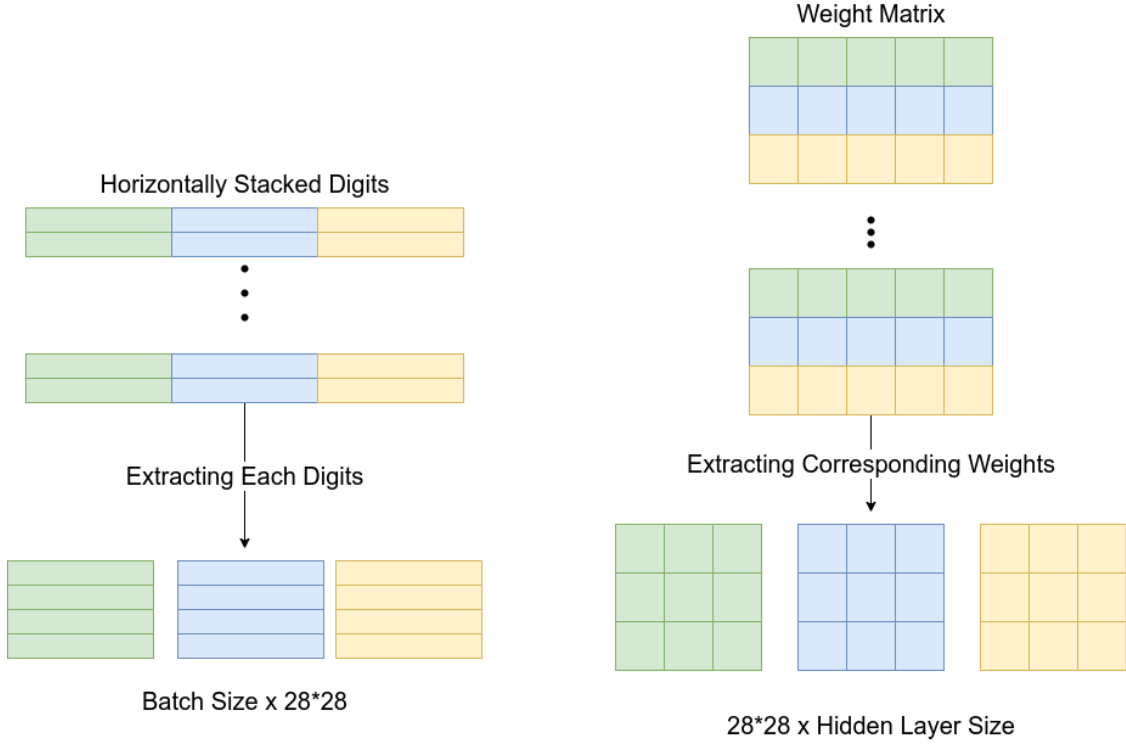 Weight Matrix
Horizontally Stacked Digits
Extracting Each Digits
Extracting Corresponding Weights
Batch Size x 28*28
28*28 x Hidden Layer Size